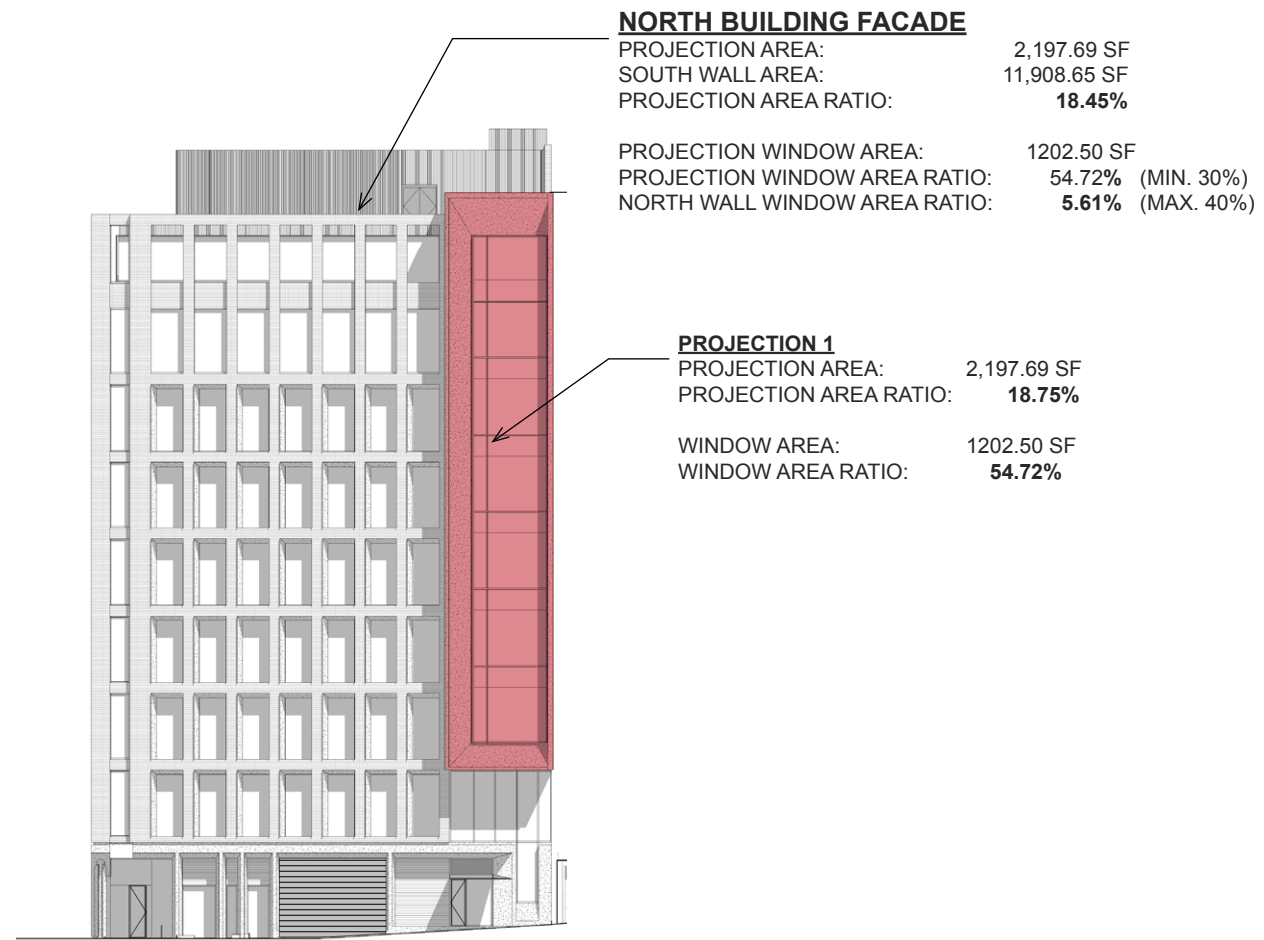 NORTH BUILDING FACADE
PROJECTION AREA: 2,197.69 SF
SOUTH WALL AREA: 11,908.65 SF
PROJECTION AREA RATIO: 18.45%
PROJECTION WINDOW AREA: 1202.50 SF
PROJECTION WINDOW AREA RATIO: 54.72% (MIN. 30%)
NORTH WALL WINDOW AREA RATIO: 5.61% (MAX. 40%)
PROJECTION 1
PROJECTION AREA: 2,197.69 SF
PROJECTION AREA RATIO: 18.75%
WINDOW AREA: 1202.50 SF
WINDOW AREA RATIO: 54.72%